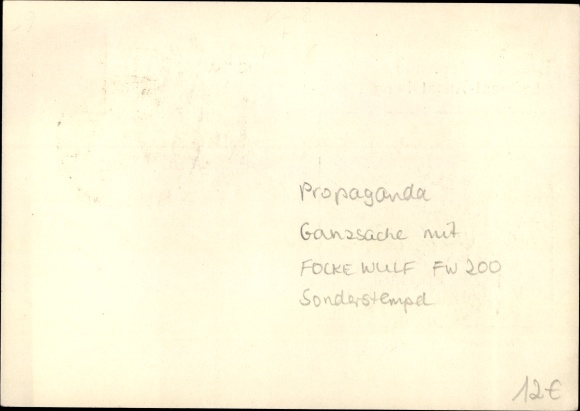 Propaganda
Ganzsache mit
FOCKE WULF FW 200
Sonderstempel
12€